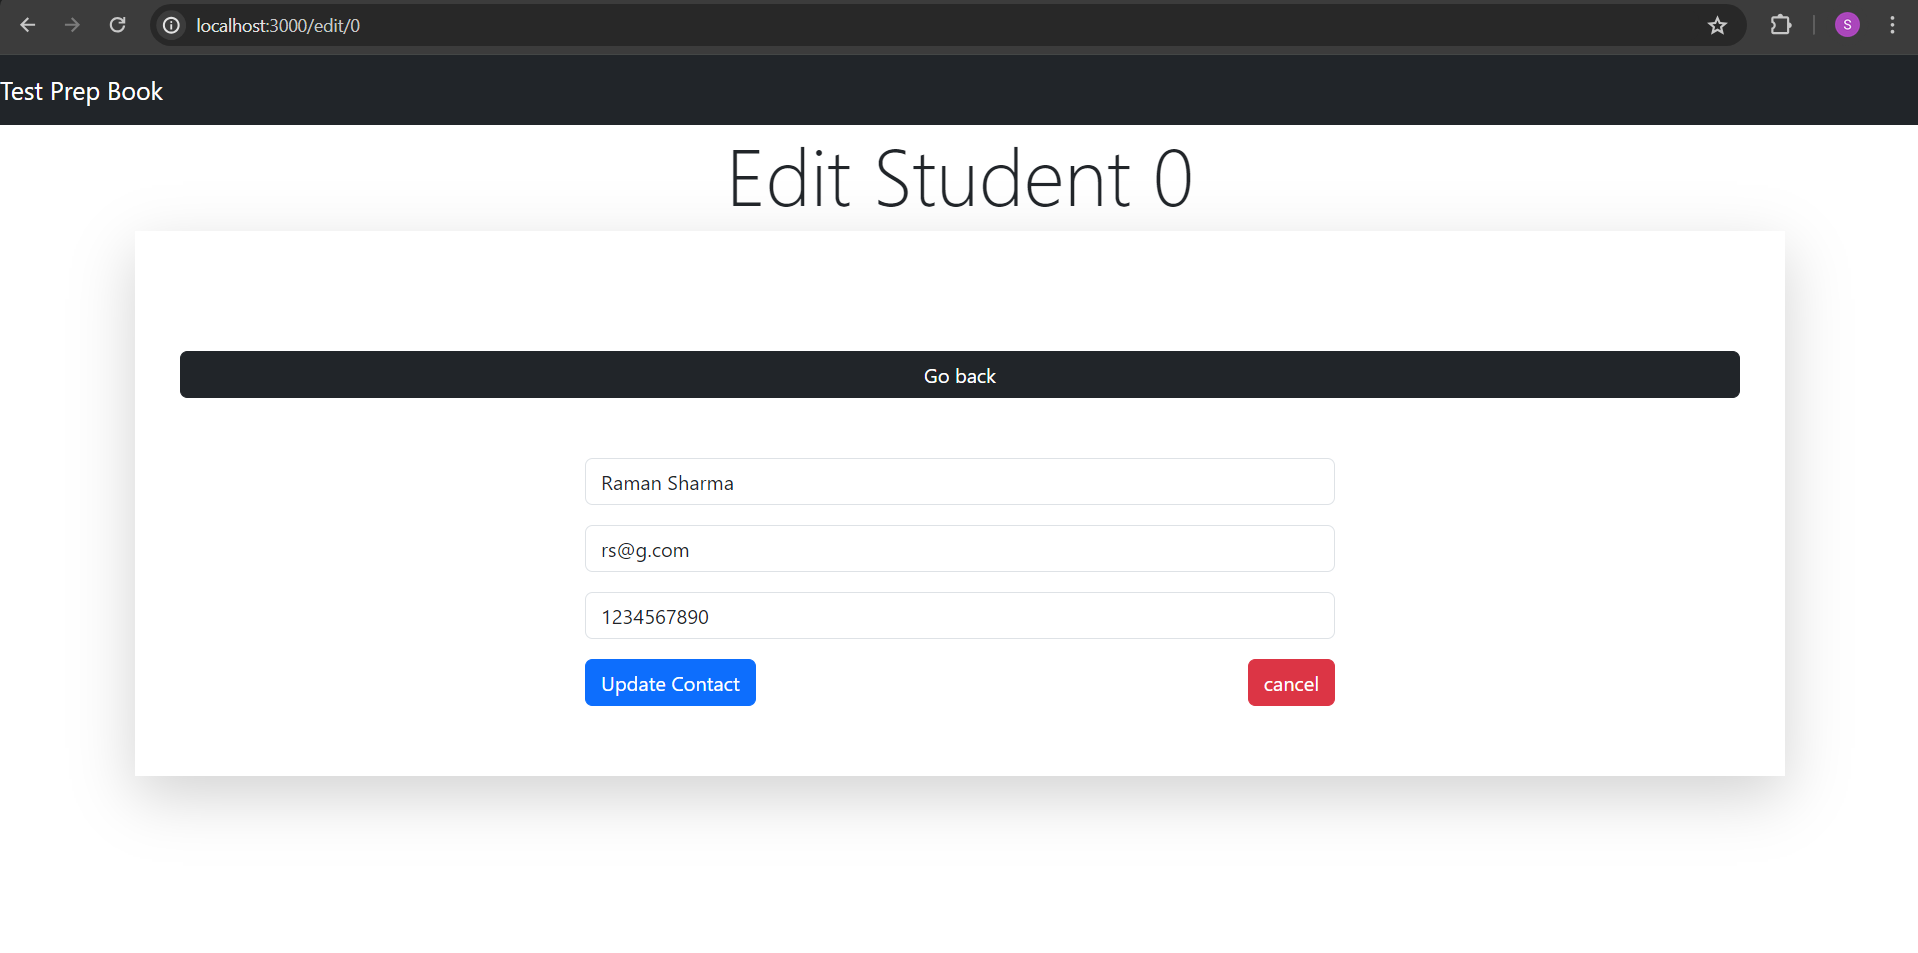 localhost:3000/edit/0
S
Test Prep Book
Edit Student 0
Go back
Raman Sharma
rs@g.com
1234567890
Update Contact cancel